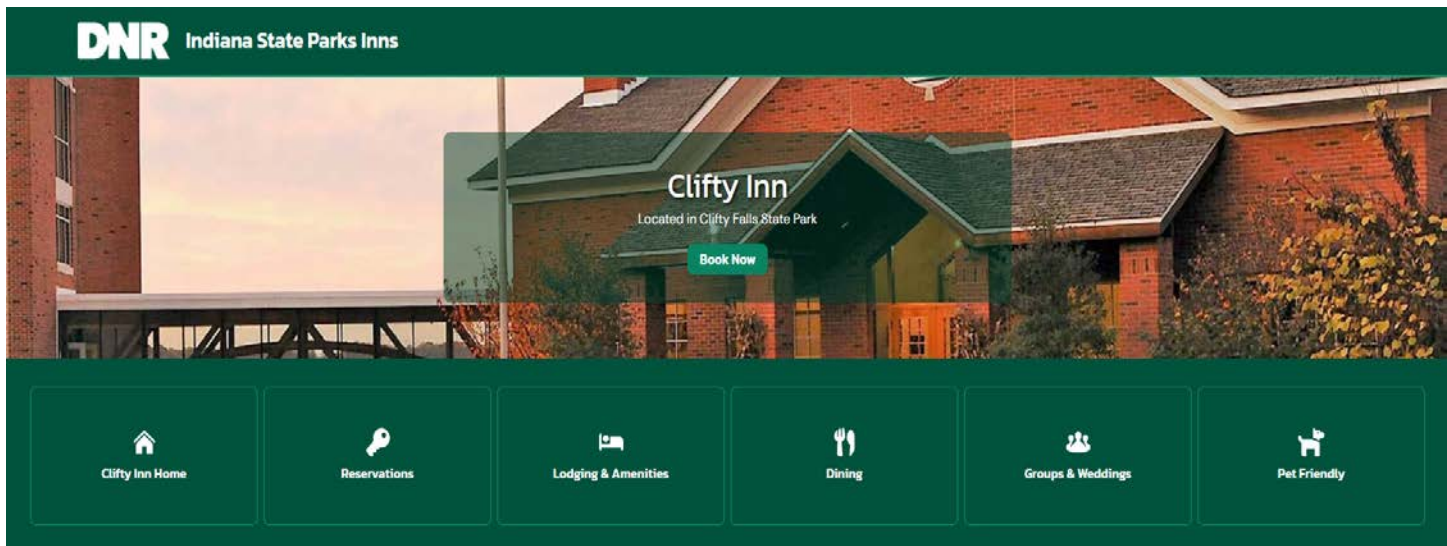 DNR Indiana State Parks Inns
Clifty Inn
Located in Clifty Falls State Park
Book Now
Clifty Inn Home
Reservations
Lodging & Amenities
Dining
Groups & Weddings
Pet Friendly